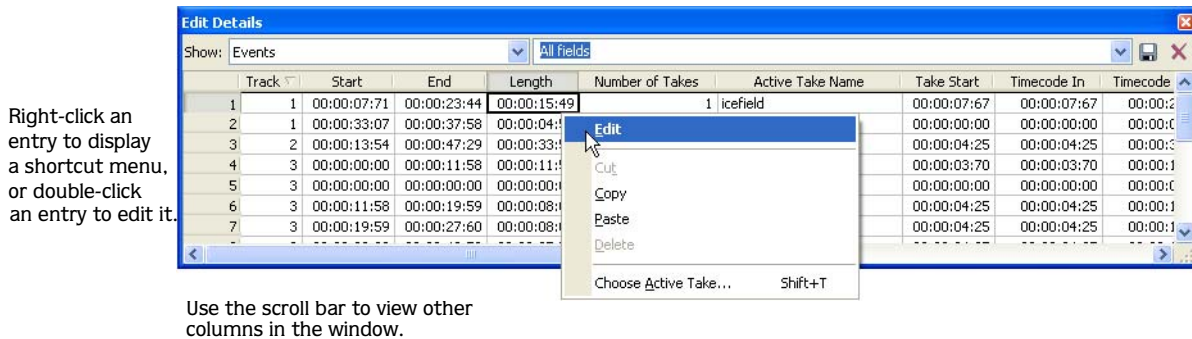 Edit Details
Show: Events All fields
Track Start End Length Number of Takes Active Take Name Take Start Timecode In Timecode
1 1 00:00:07:71 00:00:23:44 00:00:15:49 1 icefield 00:00:07:67 00:00:07:67
2 1 00:00:33:07 00:00:37:58 00:00:00:00 00:00:00:00
3 2 00:00:13:54 00:00:47:29 00:00:04:25 00:00:04:25
4 3 00:00:00:00 00:00:11:58 00:00:03:70 00:00:03:70
5 3 00:00:00:00 00:00:00:00 00:00:00:00 00:00:00:00
6 3 00:00:11:58 00:00:19:59 00:00:04:25 00:00:04:25
7 3 00:00:19:59 00:00:27:60 00:00:04:25 00:00:04:25
Edit
Cut
Copy
Paste
Delete
Choose Active Take... Shift+T
Right-click an
entry to display
a shortcut menu,
or double-click
an entry to edit it.
Use the scroll bar to view other
columns in the window.